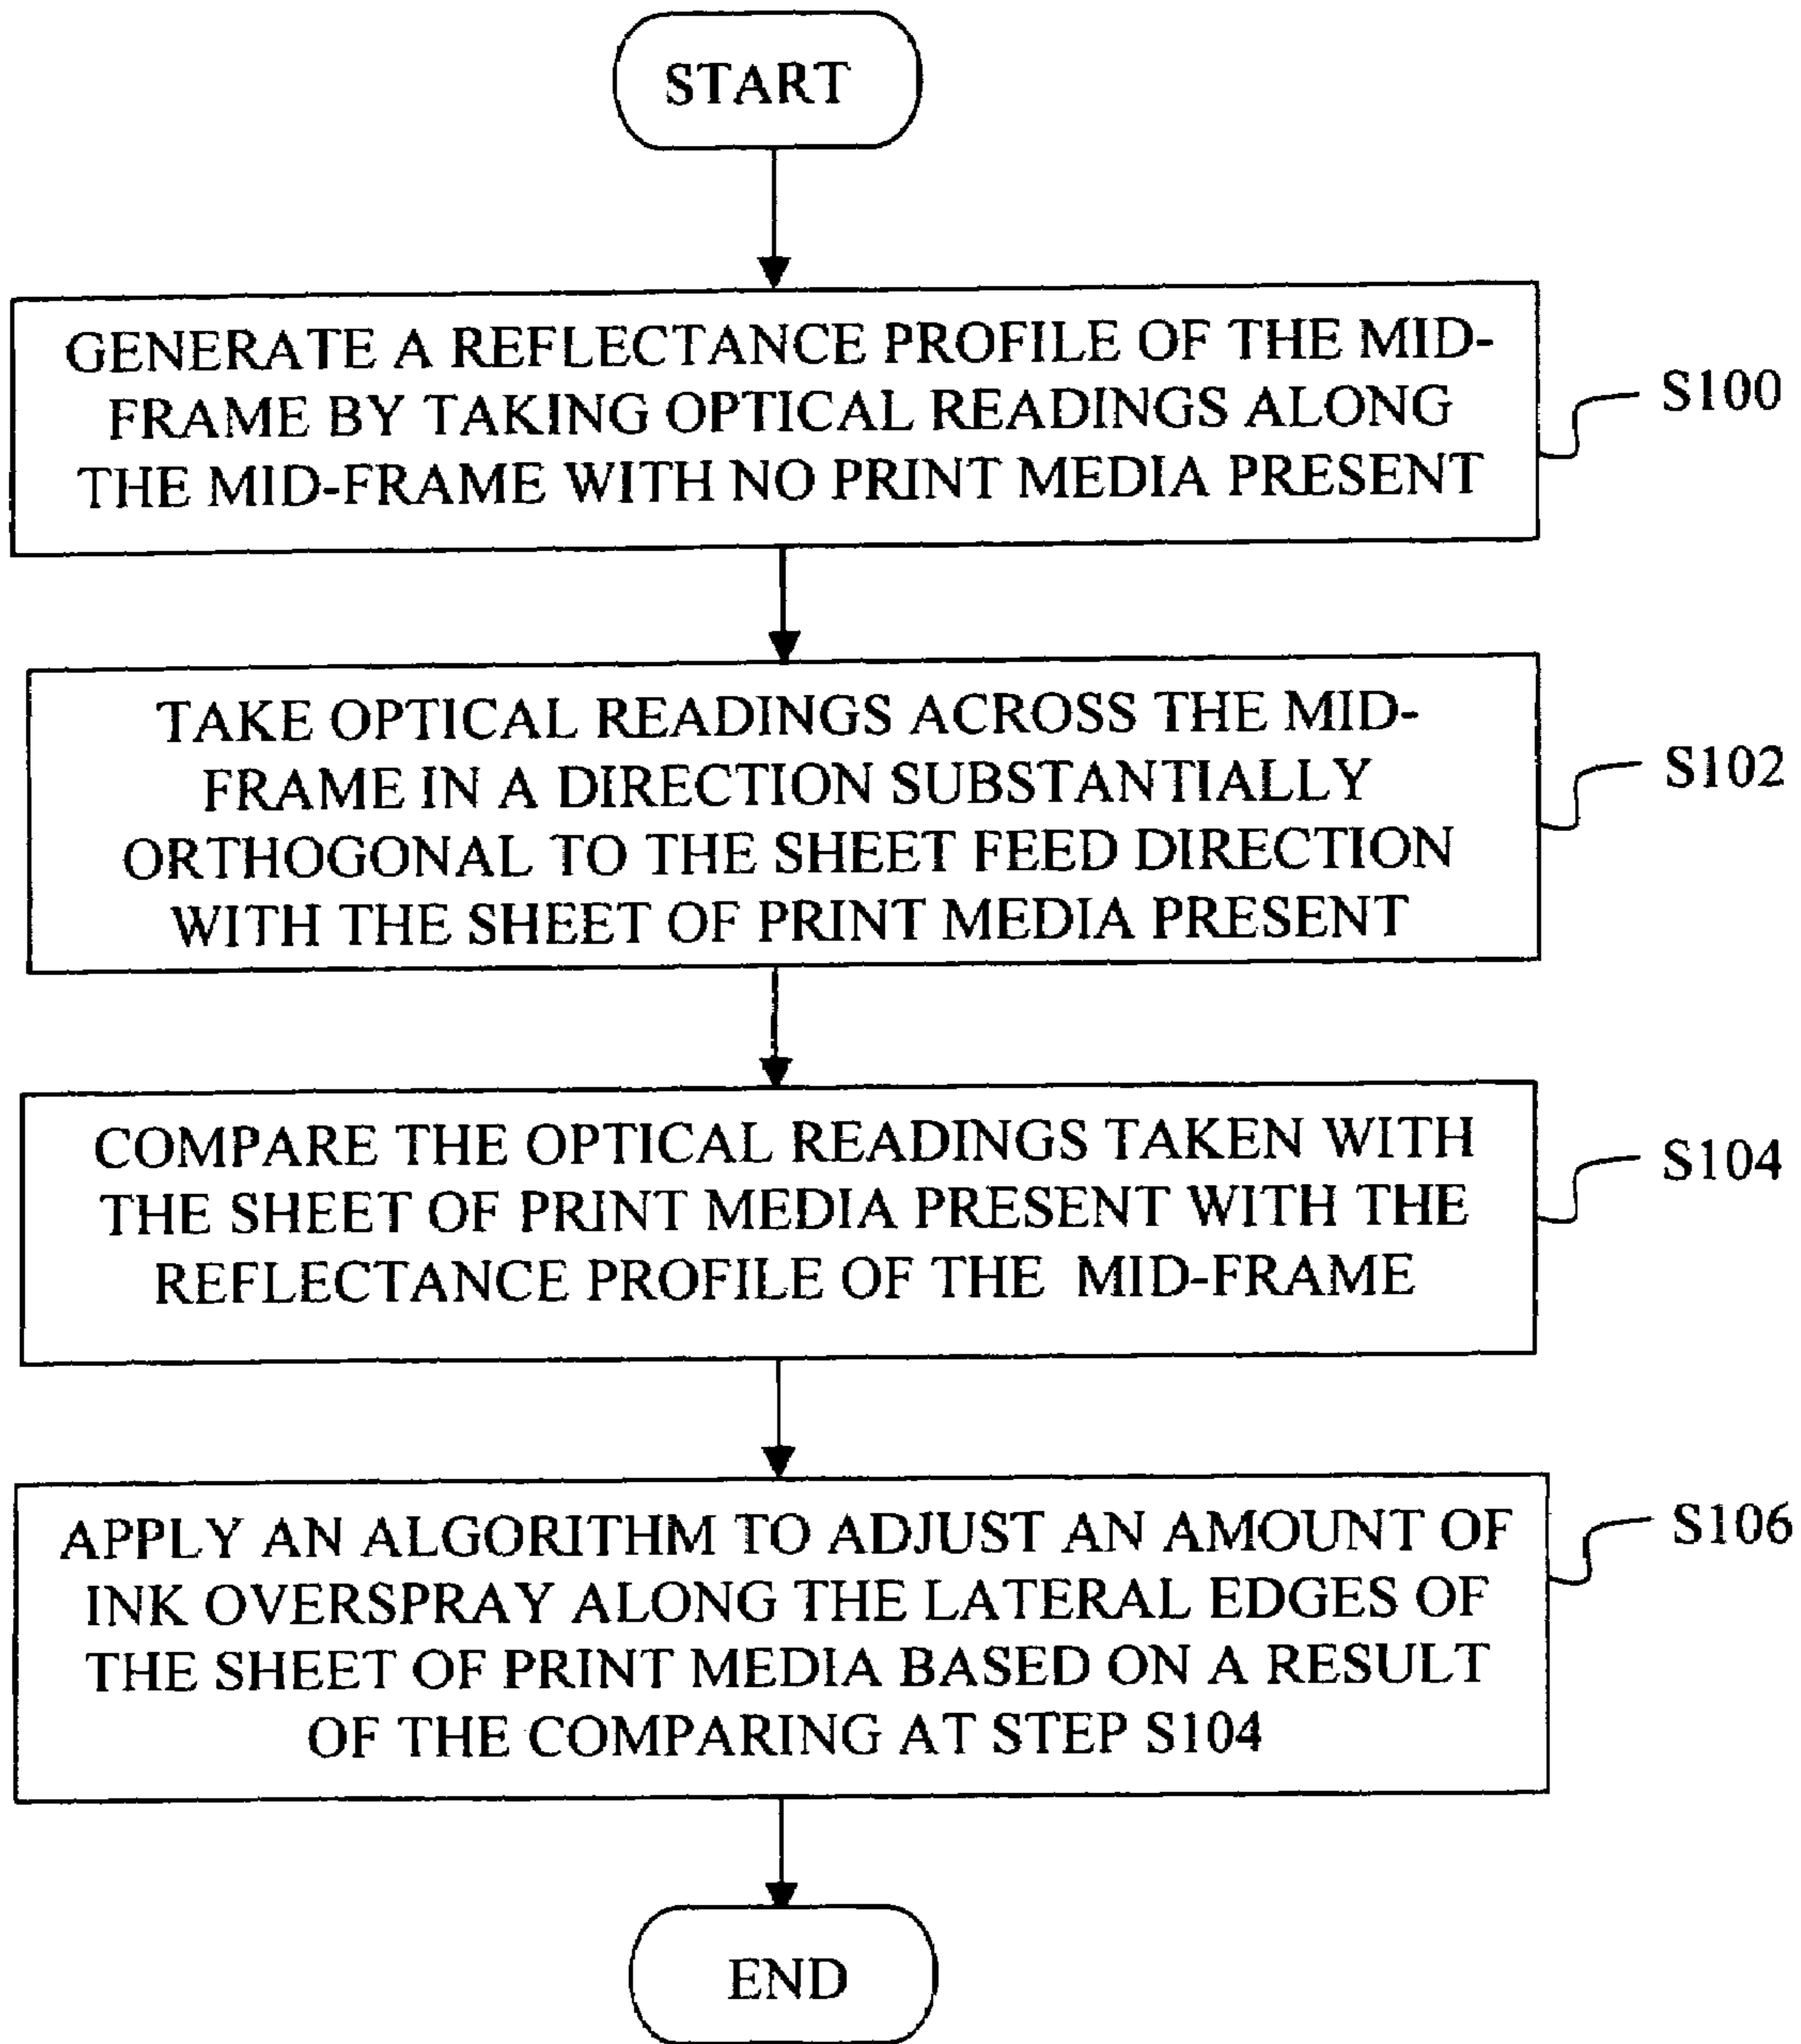 START
GENERATE A REFLECTANCE PROFILE OF THE MID-
FRAME BY TAKING OPTICAL READINGS ALONG
THE MID-FRAME WITH NO PRINT MEDIA PRESENT
S100
TAKE OPTICAL READINGS ACROSS THE MID-
FRAME IN A DIRECTION SUBSTANTIALLY
ORTHOGONAL TO THE SHEET FEED DIRECTION
WITH THE SHEET OF PRINT MEDIA PRESENT
S102
COMPARE THE OPTICAL READINGS TAKEN WITH
THE SHEET OF PRINT MEDIA PRESENT WITH THE
REFLECTANCE PROFILE OF THE MID-FRAME
S104
APPLY AN ALGORITHM TO ADJUST AN AMOUNT OF
INK OVERSPRAY ALONG THE LATERAL EDGES OF
THE SHEET OF PRINT MEDIA BASED ON A RESULT
OF THE COMPARING AT STEP S104
S106
END